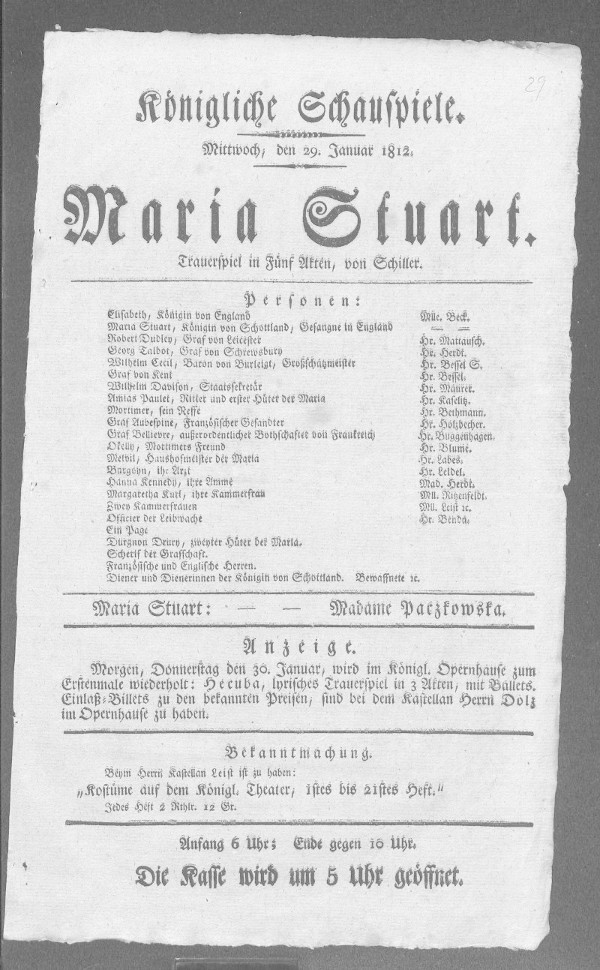 29
Königliche Schauspiele.
Mittwoch, den 29. Januar 1812.
Maria Stuart.
Trauerspiel in Fünf Akten, von Schiller.
Personen:
Elisabeth, Königin von England Mlle. Beck.
Maria Stuart, Königin von Schottland, Gefangne in England — —
Robert Dudley, Graf von Leicester Hr. Mattausch.
Georg Talbot, Graf von Schrewsbury Hr. Herdt.
Wilhelm Cecil, Baron von Burleigh, Großschatzmeister Hr. Bessel S.
Graf von Kent Hr. Bessel.
Wilhelm Davison, Staatssekretär Hr. Maurer.
Amias Paulet, Ritter und erster Hüter der Maria Hr. Kaselitz.
Mortimer, sein Neffe Hr. Bethmann.
Graf Aubespine, Französischer Gesandter Hr. Holzbecher.
Graf Bellievre, außerordentlicher Bothschafter von Frankreich Hr. Buggenhagen.
Okelly, Mortimers Freund Hr. Blume.
Melvil, Haushofmeister der Maria Hr. Labes.
Burgoyn, ihr Arzt Hr. Leidel.
Hanna Kennedy, ihre Amme Mad. Herdt.
Margaretha Kurl, ihre Kammerfrau Mll. Ritzenfeldt.
Zwey Kammerfrauen Mll. Leist ꝛc.
Officier der Leibwache Hr. Benda.
Ein Page
Drury, zweyter Hüter der Maria.
Scherif der Grafschaft.
Französische und Englische Herren.
Diener und Dienerinnen der Königin von Schottland. Bewaffnete ꝛc.
Maria Stuart: — — Madame Paczkowska.
Anzeige.
Morgen, Donnerstag den 30. Januar, wird im Königl. Opernhause zum
Erstenmale wiederholt: Hecuba, lyrisches Trauerspiel in 3 Akten, mit Ballets.
Einlaß-Billets zu den bekannten Preisen, sind bei dem Kastellan Herrn Dolz
im Opernhause zu haben.
Bekanntmachung.
Beym Herrn Kastellan Leist ist zu haben:
„Kostüme auf dem Königl. Theater, 1stes bis 21stes Heft.“
Jedes Heft 2 Rthlr. 12 Gr.
Anfang 6 Uhr; Ende gegen 10 Uhr.
Die Kasse wird um 5 Uhr geöffnet.